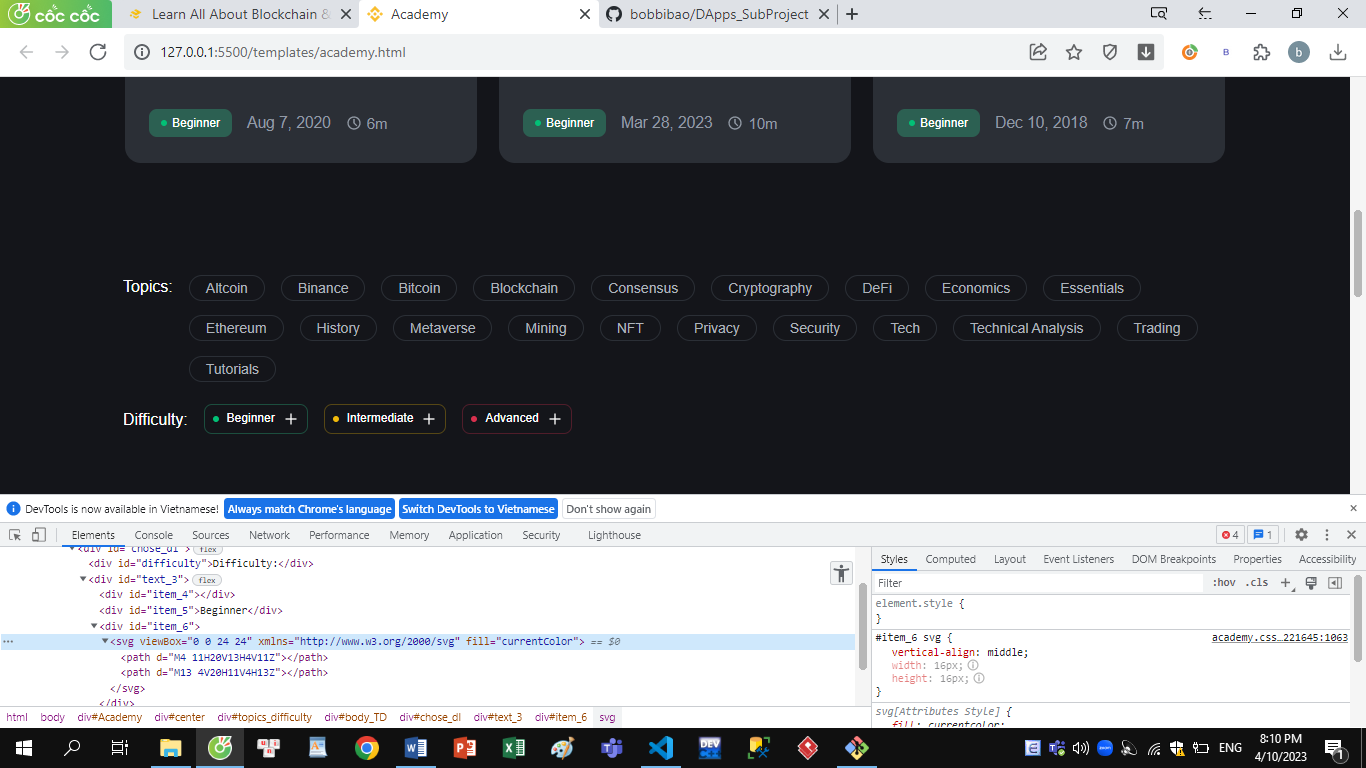 cốc cốc
Learn All About Blockchain &
Academy
bobbibao/DApps_SubProject
127.0.0.1:5500/templates/academy.html
B
b
Beginner Aug 7, 2020 6m
Beginner Mar 28, 2023 10m
Beginner Dec 10, 2018 7m
Topics: Altcoin Binance Bitcoin Blockchain Consensus Cryptography DeFi Economics Essentials
Ethereum History Metaverse Mining NFT Privacy Security Tech Technical Analysis Trading
Tutorials
Difficulty: Beginner + Intermediate + Advanced +
DevTools is now available in Vietnamese! Always match Chrome's language Switch DevTools to Vietnamese Don't show again
Elements Console Sources Network Performance Memory Application Security Lighthouse 4 1
<div id="chose_dl"> flex
<div id="difficulty">Difficulty:</div>
<div id="text_3"> flex
<div id="item_4"></div>
<div id="item_5">Beginner</div>
<div id="item_6">
<svg viewBox="0 0 24 24" xmlns="http://www.w3.org/2000/svg" fill="currentColor"> == $0
<path d="M4 11H20V13H4V11Z"></path>
<path d="M13 4V20H11V4H13Z"></path>
</svg>
</div>
html body div#Academy div#center div#topics_difficulty div#body_TD div#chose_dl div#text_3 div#item_6 svg
Styles Computed Layout Event Listeners DOM Breakpoints Properties Accessibility
Filter :hov .cls +
element.style {
}
#item_6 svg { academy.css…221645:1063
vertical-align: middle;
width: 16px;
height: 16px;
}
svg[Attributes Style] {
fill: currentcolor;
ENG
8:10 PM
4/10/2023
1